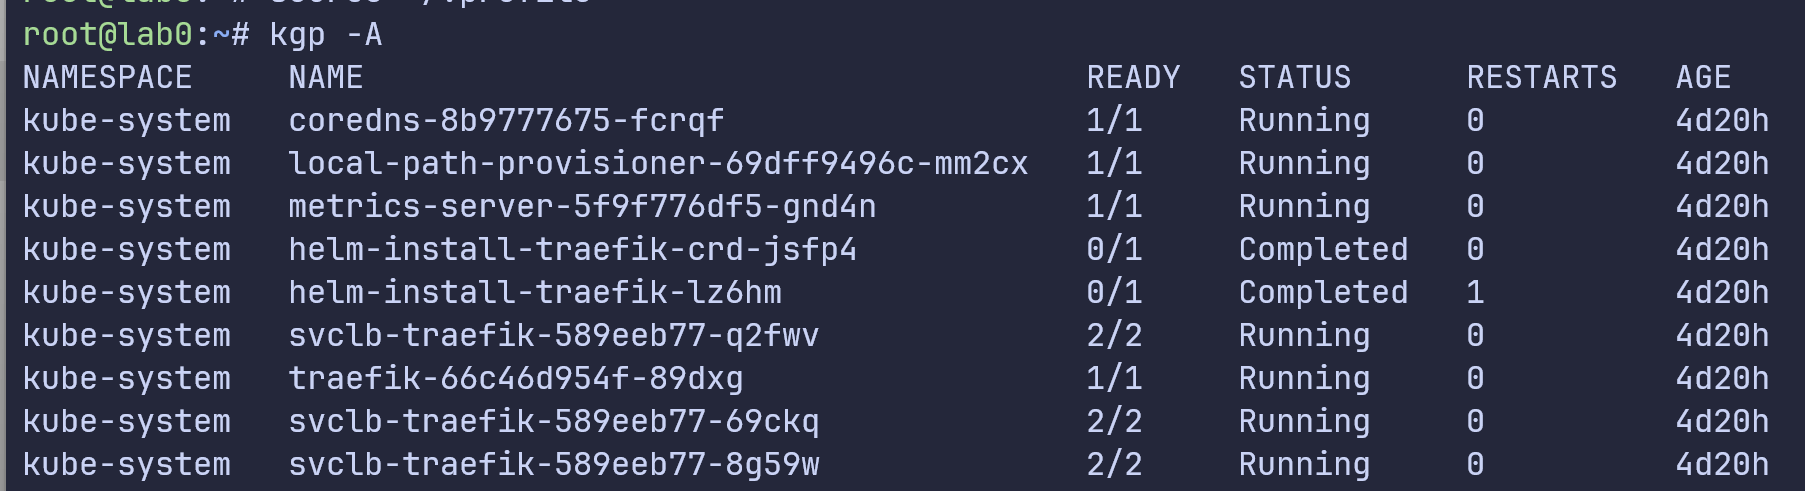 root@lab0:~# kgp -A
NAMESPACE NAME READY STATUS RESTARTS AGE
kube-system coredns-8b9777675-fcrqf 1/1 Running 0 4d20h
kube-system local-path-provisioner-69dff9496c-mm2cx 1/1 Running 0 4d20h
kube-system metrics-server-5f9f776df5-gnd4n 1/1 Running 0 4d20h
kube-system helm-install-traefik-crd-jsfp4 0/1 Completed 0 4d20h
kube-system helm-install-traefik-lz6hm 0/1 Completed 1 4d20h
kube-system svclb-traefik-589eeb77-q2fwv 2/2 Running 0 4d20h
kube-system traefik-66c46d954f-89dxg 1/1 Running 0 4d20h
kube-system svclb-traefik-589eeb77-69ckq 2/2 Running 0 4d20h
kube-system svclb-traefik-589eeb77-8g59w 2/2 Running 0 4d20h